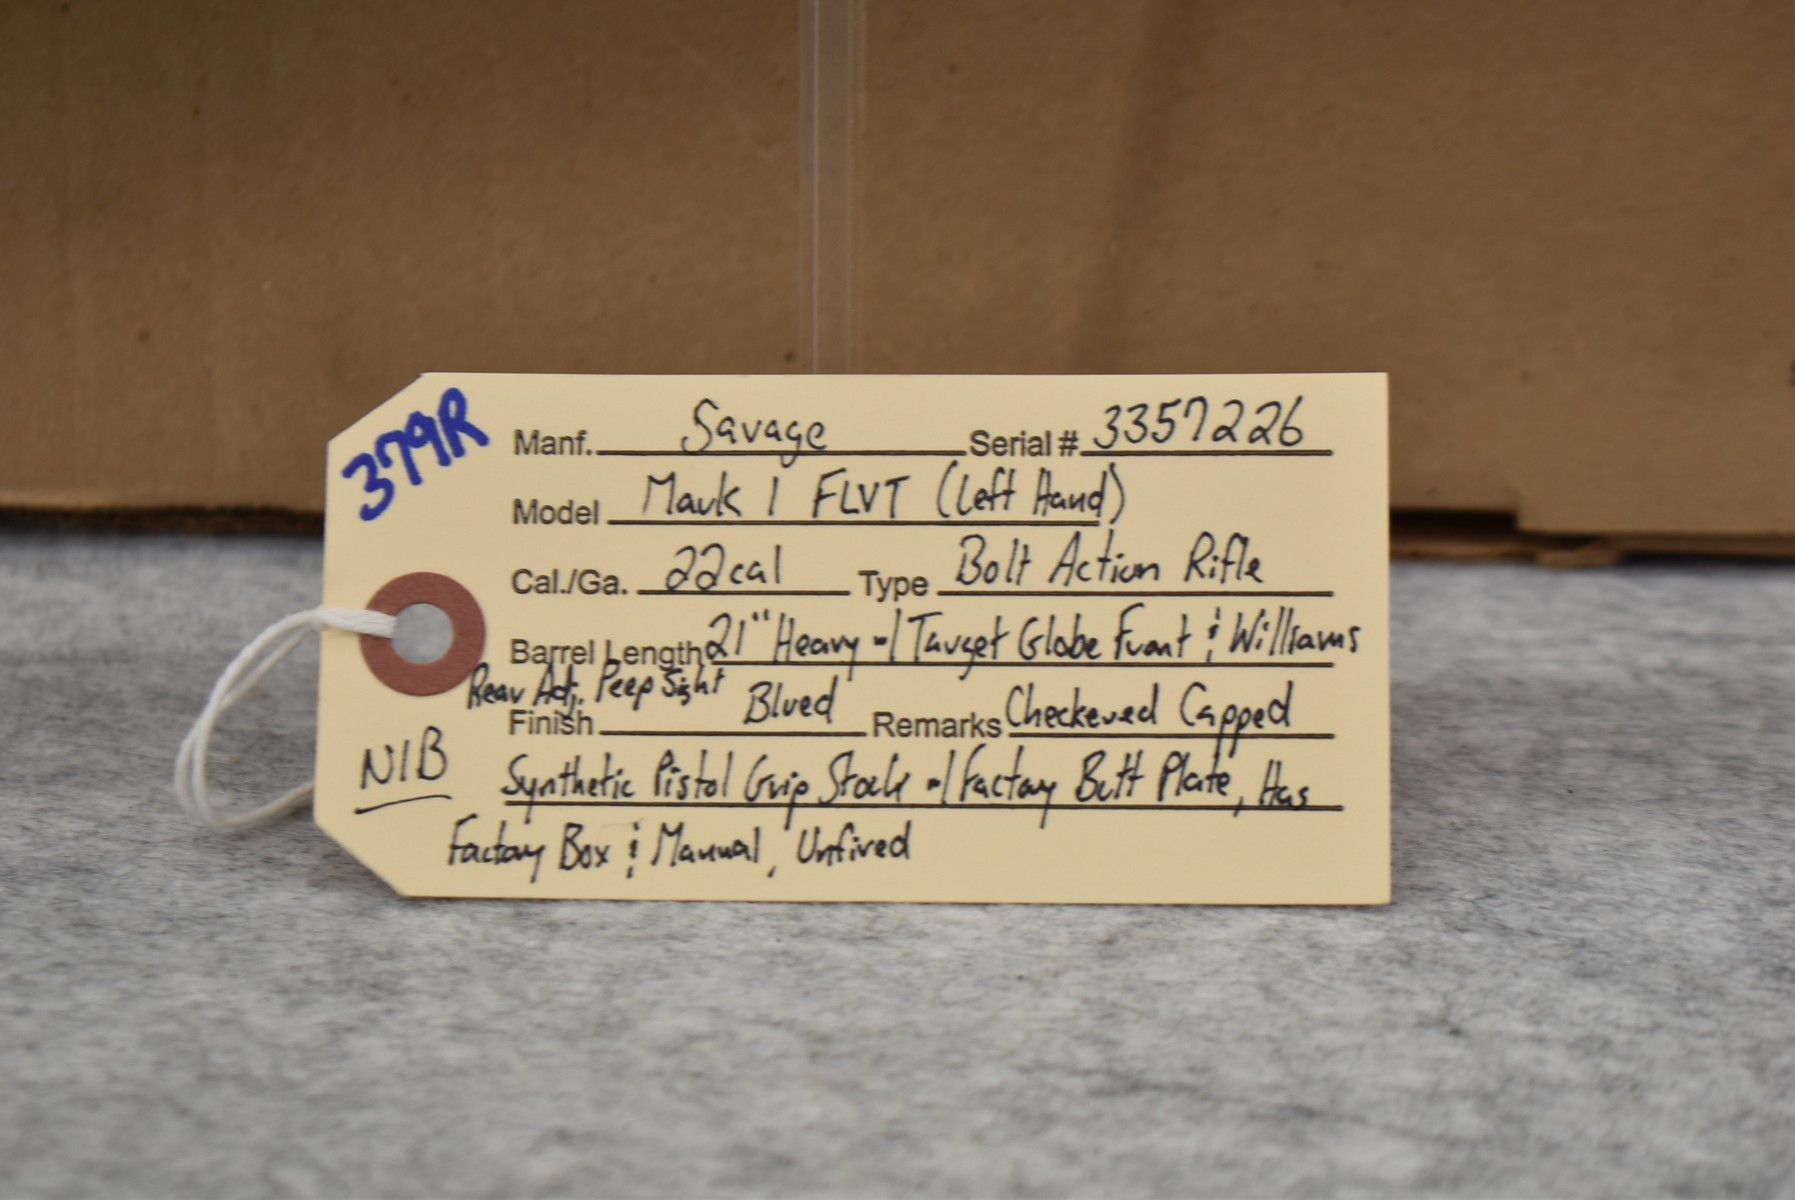 379R
Manf. Savage Serial # 3357226
Model Mark 1 FLVT (Left Hand)
Cal./Ga. 22cal Type Bolt Action Rifle
Barrel Length 21" Heavy w/ Target Globe Front & Williams
Rear Adj. Peep Sight
Finish Blued Remarks Checkered Capped
NIB
Synthetic Pistol Grip Stock w/ Factory Butt Plate, Has
Factory Box & Manual, Unfired